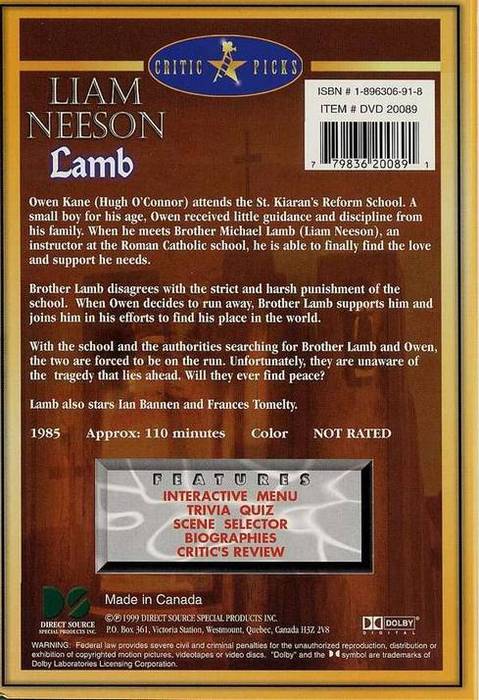 CRITIC PICKS
LIAM
NEESON
Lamb
ISBN # 1-896306-91-8
ITEM # DVD 20089
7 79836 20089 1
Owen Kane (Hugh O'Connor) attends the St. Kiaran's Reform School. A
small boy for his age, Owen received little guidance and discipline from
his family. When he meets Brother Michael Lamb (Liam Neeson), an
instructor at the Roman Catholic school, he is able to finally find the love
and support he needs.
Brother Lamb disagrees with the strict and harsh punishment of the
school. When Owen decides to run away, Brother Lamb supports him and
joins him in his efforts to find his place in the world.
With the school and the authorities searching for Brother Lamb and Owen,
the two are forced to be on the run. Unfortunately, they are unaware of
the tragedy that lies ahead. Will they ever find peace?
Lamb also stars Ian Bannen and Frances Tomelty.
1985 Approx: 110 minutes Color NOT RATED
FEATURES
INTERACTIVE MENU
TRIVIA QUIZ
SCENE SELECTOR
BIOGRAPHIES
CRITIC'S REVIEW
DS
DIRECT SOURCE
SPECIAL PRODUCTS INC.
Made in Canada
©℗1999 DIRECT SOURCE SPECIAL PRODUCTS INC.
P.O. Box 361, Victoria Station, Westmount, Quebec, Canada H3Z 2V8
DOLBY
DIGITAL
WARNING: Federal law provides severe civil and criminal penalties for the unauthorized reproduction, distribution or
exhibition of copyrighted motion pictures, videotapes or video discs. "Dolby" and the symbol are trademarks of
Dolby Laboratories Licensing Corporation.